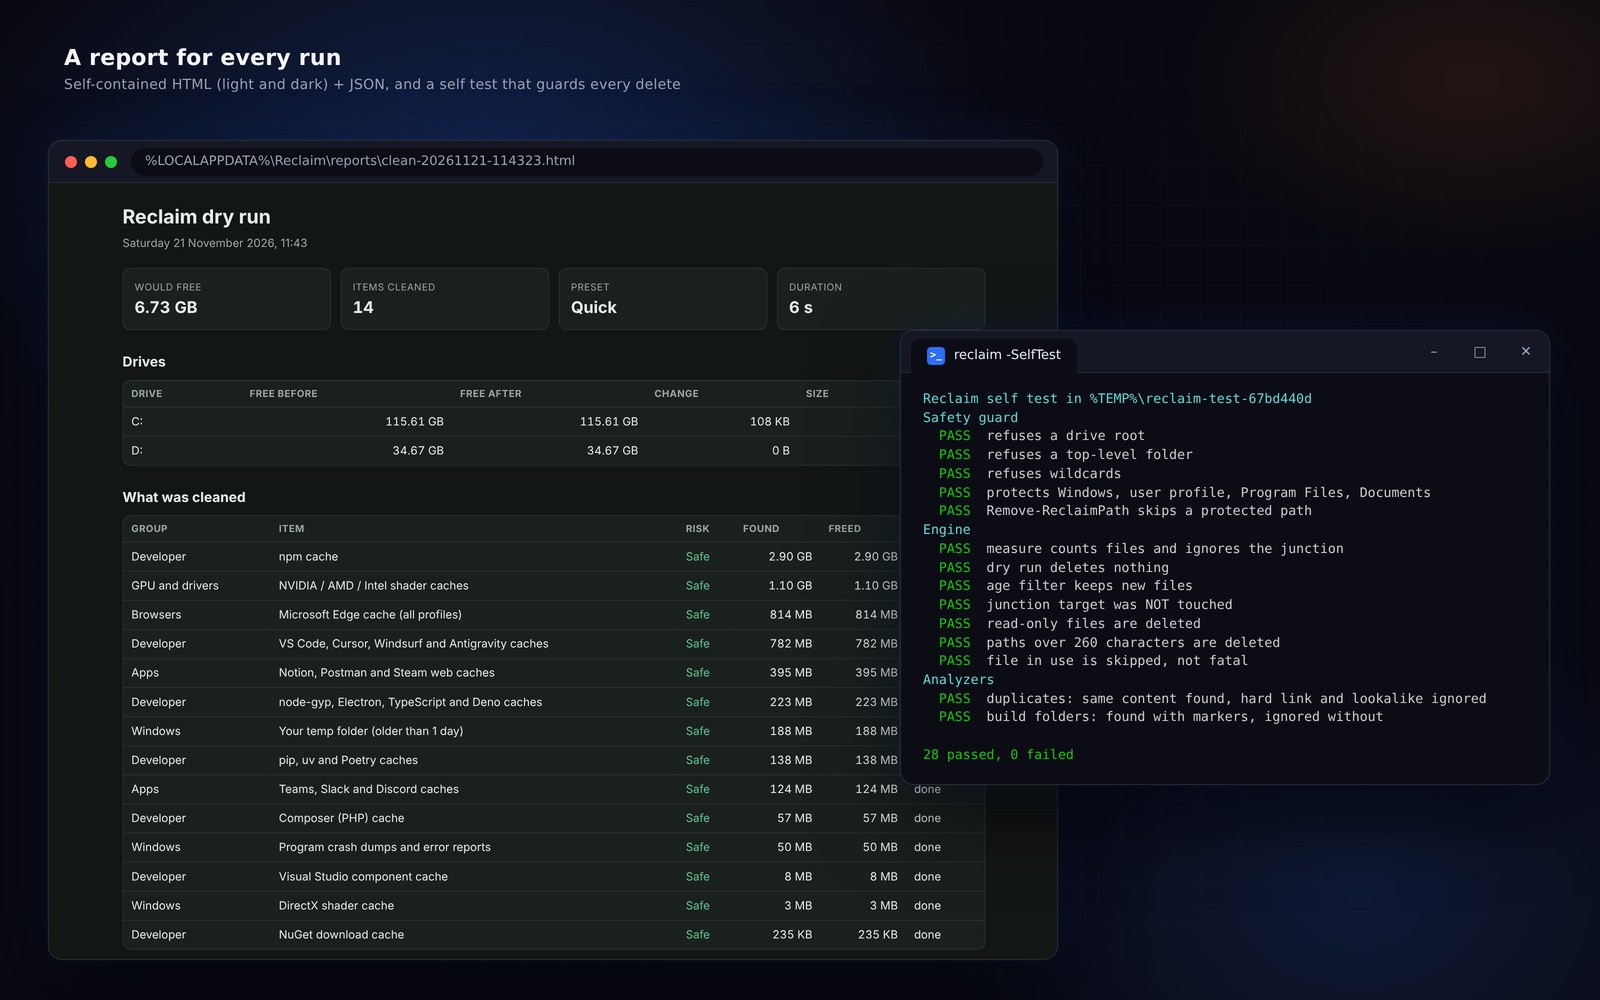 A report for every run
Self-contained HTML (light and dark) + JSON, and a self test that guards every delete
%LOCALAPPDATA%\Reclaim\reports\clean-20261121-114323.html
Reclaim dry run
Saturday 21 November 2026, 11:43
WOULD FREE
6.73 GB
ITEMS CLEANED
14
PRESET
Quick
DURATION
6 s
Drives
DRIVE FREE BEFORE FREE AFTER CHANGE SIZE
C: 115.61 GB 115.61 GB 108 KB
D: 34.67 GB 34.67 GB 0 B
What was cleaned
GROUP ITEM RISK FOUND FREED
Developer npm cache Safe 2.90 GB 2.90 GB
GPU and drivers NVIDIA / AMD / Intel shader caches Safe 1.10 GB 1.10 GB
Browsers Microsoft Edge cache (all profiles) Safe 814 MB 814 MB
Developer VS Code, Cursor, Windsurf and Antigravity caches Safe 782 MB 782 MB
Apps Notion, Postman and Steam web caches Safe 395 MB 395 MB
Developer node-gyp, Electron, TypeScript and Deno caches Safe 223 MB 223 MB
Windows Your temp folder (older than 1 day) Safe 188 MB 188 MB
Developer pip, uv and Poetry caches Safe 138 MB 138 MB
Apps Teams, Slack and Discord caches Safe 124 MB 124 MB done
Developer Composer (PHP) cache Safe 57 MB 57 MB done
Windows Program crash dumps and error reports Safe 50 MB 50 MB done
Developer Visual Studio component cache Safe 8 MB 8 MB done
Windows DirectX shader cache Safe 3 MB 3 MB done
Developer NuGet download cache Safe 235 KB 235 KB done
>_ reclaim -SelfTest
Reclaim self test in %TEMP%\reclaim-test-67bd440d
Safety guard
PASS refuses a drive root
PASS refuses a top-level folder
PASS refuses wildcards
PASS protects Windows, user profile, Program Files, Documents
PASS Remove-ReclaimPath skips a protected path
Engine
PASS measure counts files and ignores the junction
PASS dry run deletes nothing
PASS age filter keeps new files
PASS junction target was NOT touched
PASS read-only files are deleted
PASS paths over 260 characters are deleted
PASS file in use is skipped, not fatal
Analyzers
PASS duplicates: same content found, hard link and lookalike ignored
PASS build folders: found with markers, ignored without
28 passed, 0 failed